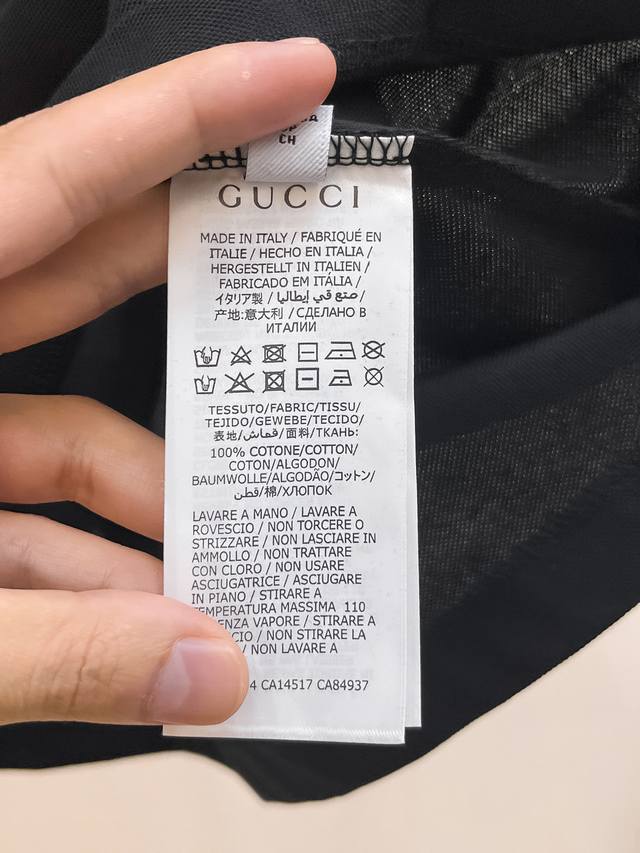 CH
GUCCI
MADE IN ITALY / FABRIQUÉ EN
ITALIE / HECHO EN ITALIA /
HERGESTELLT IN ITALIEN /
FABRICADO EM ITÁLIA /
イタリア製 / صنع في إيطاليا /
产地:意大利 / СДЕЛАНО В
ИТАЛИИ
TESSUTO/FABRIC/TISSU/
TEJIDO/GEWEBE/TECIDO/
表地/قماش/面料/ТКАНЬ:
100% COTONE/COTTON/
COTON/ALGODON/
BAUMWOLLE/ALGODÃO/コットン/
قطن/棉/ХЛОПОК
LAVARE A MANO / LAVARE A
ROVESCIO / NON TORCERE O
STRIZZARE / NON LASCIARE IN
AMMOLLO / NON TRATTARE
CON CLORO / NON USARE
ASCIUGATRICE / ASCIUGARE
IN PIANO / STIRARE A
TEMPERATURA MASSIMA 110
VAPORE / STIRARE A
/ NON STIRARE LA
/ NON LAVARE A
4 CA14517 CA84937